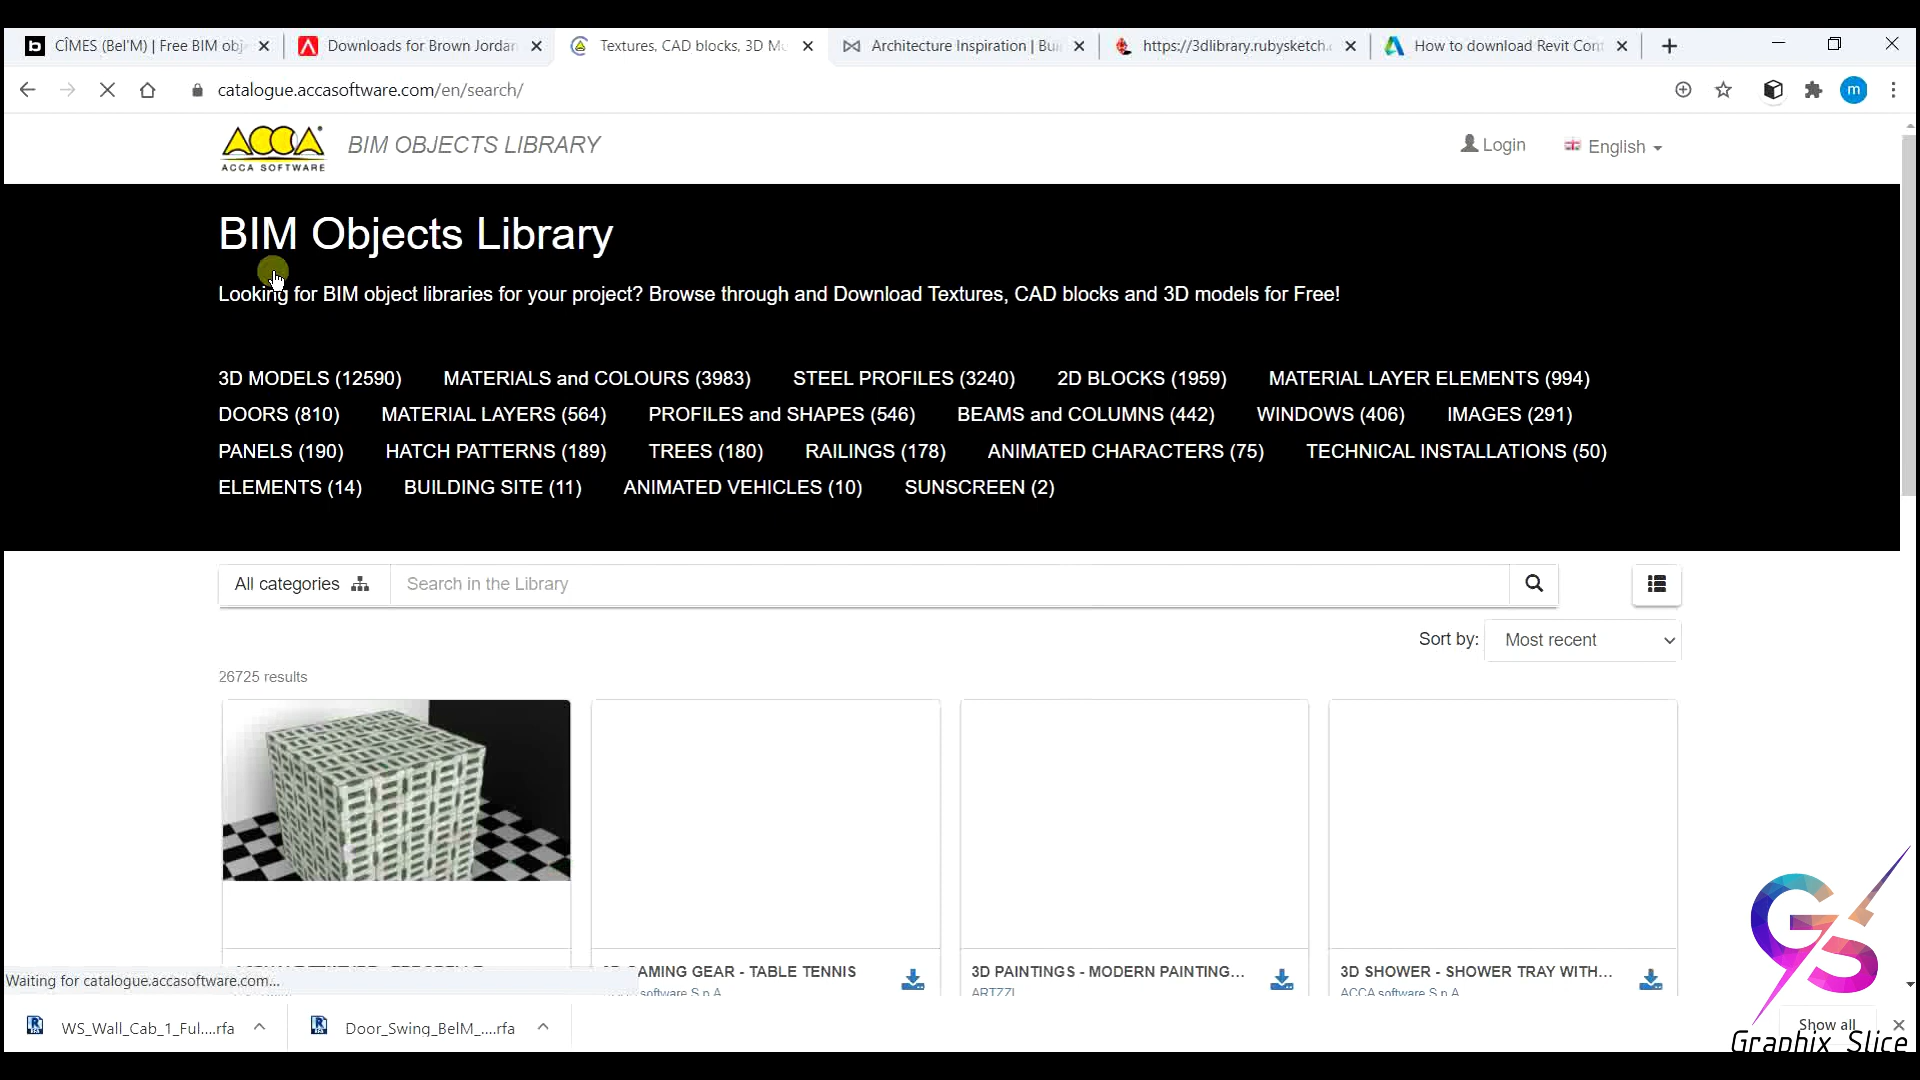 CÎMES (Bel'M) | Free BIM obj
Downloads for Brown Jordan
Textures, CAD blocks, 3D Mo
Architecture Inspiration | Bui
https://3dlibrary.rubysketch.
How to download Revit Cont
catalogue.accasoftware.com/en/search/
m
ACCA
ACCA SOFTWARE
BIM OBJECTS LIBRARY
Login
English
BIM Objects Library
Looking for BIM object libraries for your project? Browse through and Download Textures, CAD blocks and 3D models for Free!
3D MODELS (12590) MATERIALS and COLOURS (3983) STEEL PROFILES (3240) 2D BLOCKS (1959) MATERIAL LAYER ELEMENTS (994)
DOORS (810) MATERIAL LAYERS (564) PROFILES and SHAPES (546) BEAMS and COLUMNS (442) WINDOWS (406) IMAGES (291)
PANELS (190) HATCH PATTERNS (189) TREES (180) RAILINGS (178) ANIMATED CHARACTERS (75) TECHNICAL INSTALLATIONS (50)
ELEMENTS (14) BUILDING SITE (11) ANIMATED VEHICLES (10) SUNSCREEN (2)
All categories
Search in the Library
Sort by: Most recent
26725 results
GAMING GEAR - TABLE TENNIS
software S.p.A.
3D PAINTINGS - MODERN PAINTING...
ARTZZI
3D SHOWER - SHOWER TRAY WITH...
ACCA software S.p.A.
Waiting for catalogue.accasoftware.com...
WS_Wall_Cab_1_Ful....rfa
Door_Swing_BelM_....rfa
Show all
GS
Graphix Slice